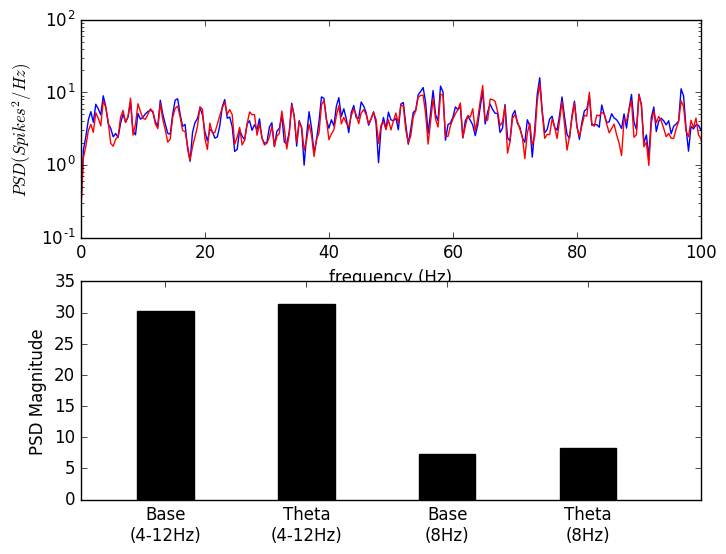 10^2
10^1
10^0
10^-1
PSD(Spikes^2/Hz)
0 20 40 60 80 100
frequency (Hz)
35
30
25
20
15
10
5
0
PSD Magnitude
Base Theta Base Theta
(4-12Hz) (4-12Hz) (8Hz) (8Hz)